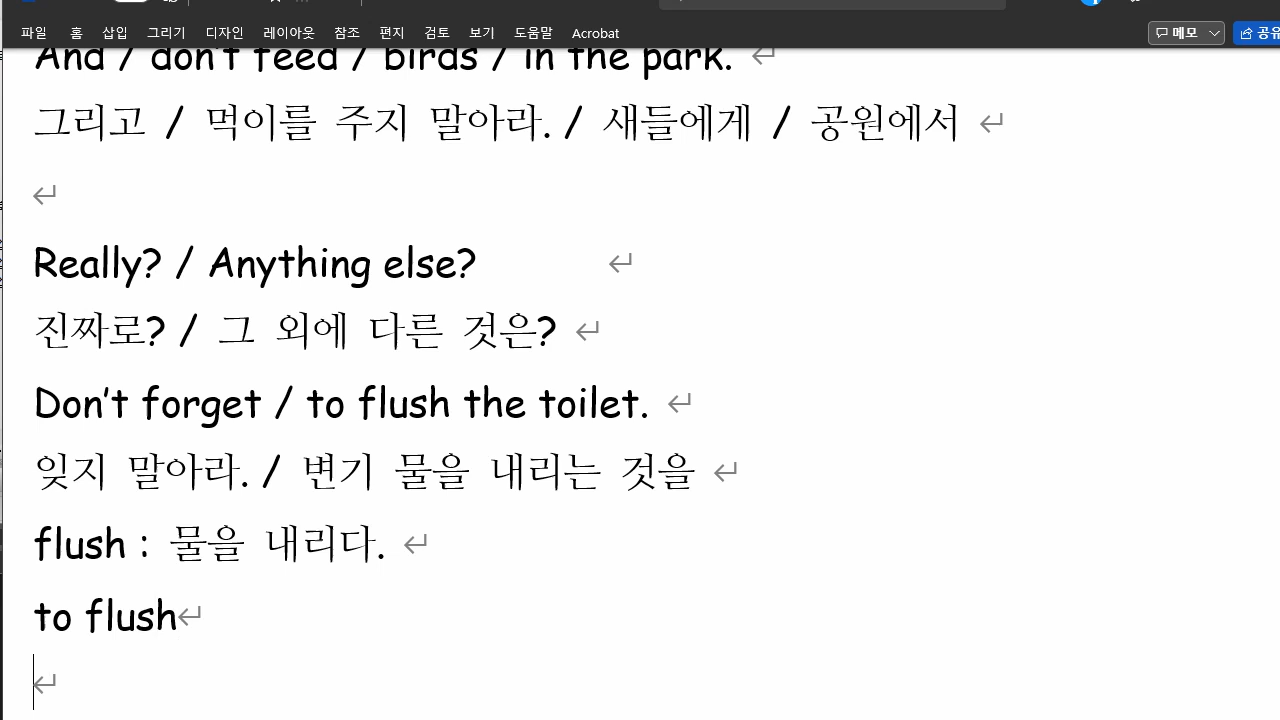 파일 홈 삽입 그리기 디자인 레이아웃 참조 편지 검토 보기 도움말 Acrobat 메모 공유
And / don't feed / birds / in the park.
그리고 / 먹이를 주지 말아라. / 새들에게 / 공원에서
Really? / Anything else?
진짜로? / 그 외에 다른 것은?
Don't forget / to flush the toilet.
잊지 말아라. / 변기 물을 내리는 것을
flush : 물을 내리다.
to flush